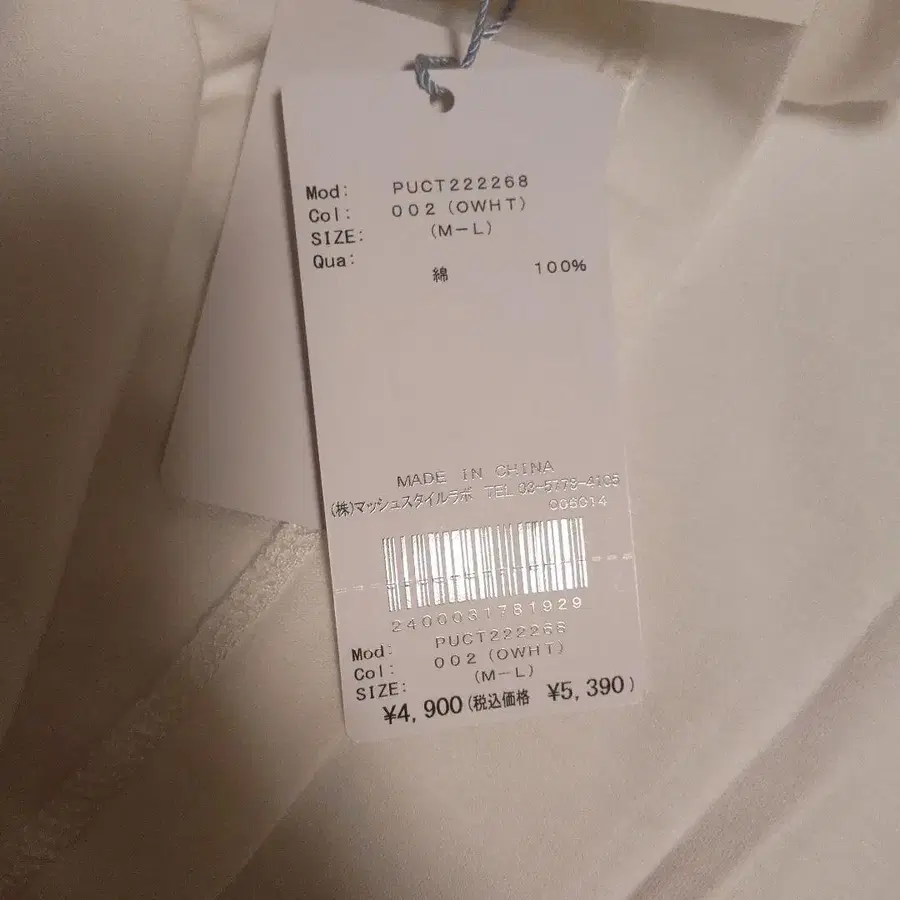 Mod: PUCT222268
Col: 002 (OWHT)
SIZE: (M-L)
Qua:
綿 100%
MADE IN CHINA
(株)マッシュスタイルラボ TEL 03-5778-4105
C05014
2400031781929
Mod: PUCT222268
Col: 002 (OWHT)
SIZE: (M-L)
¥4,900(税込価格 ¥5,390)